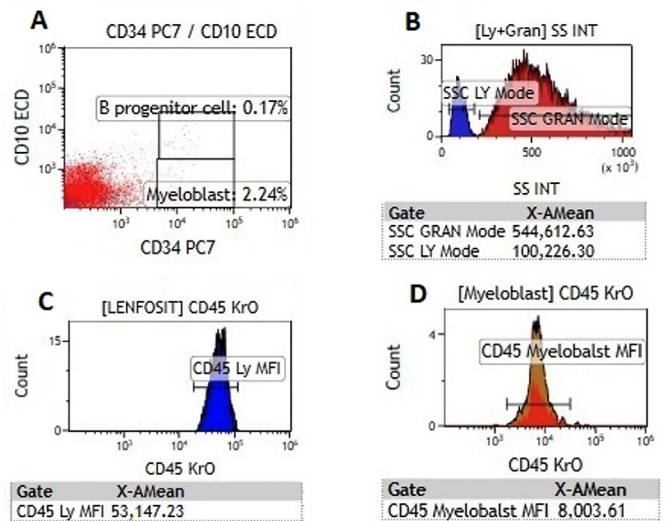 A
CD34 PC7 / CD10 ECD
10⁶
10⁵
10⁴
10³
CD10 ECD
B progenitor cell: 0.17%
Myeloblast: 2.24%
10³ 10⁴ 10⁵ 10⁶
CD34 PC7
B
[Ly+Gran] SS INT
Count
30
0
SSC LY Mode
SSC GRAN Mode
0 500 1000
(x 10³)
SS INT
Gate X-AMean
SSC GRAN Mode 544,612.63
SSC LY Mode 100,226.30
C
[LENFOSIT] CD45 KrO
Count
15
0
CD45 Ly MFI
10³ 10⁴ 10⁵ 10⁶
CD45 KrO
Gate X-AMean
CD45 Ly MFI 53,147.23
D
[Myeloblast] CD45 KrO
Count
4
2
0
CD45 Myelobalst MFI
10³ 10⁴ 10⁵ 10⁶
CD45 KrO
Gate X-AMean
CD45 Myelobalst MFI 8,003.61